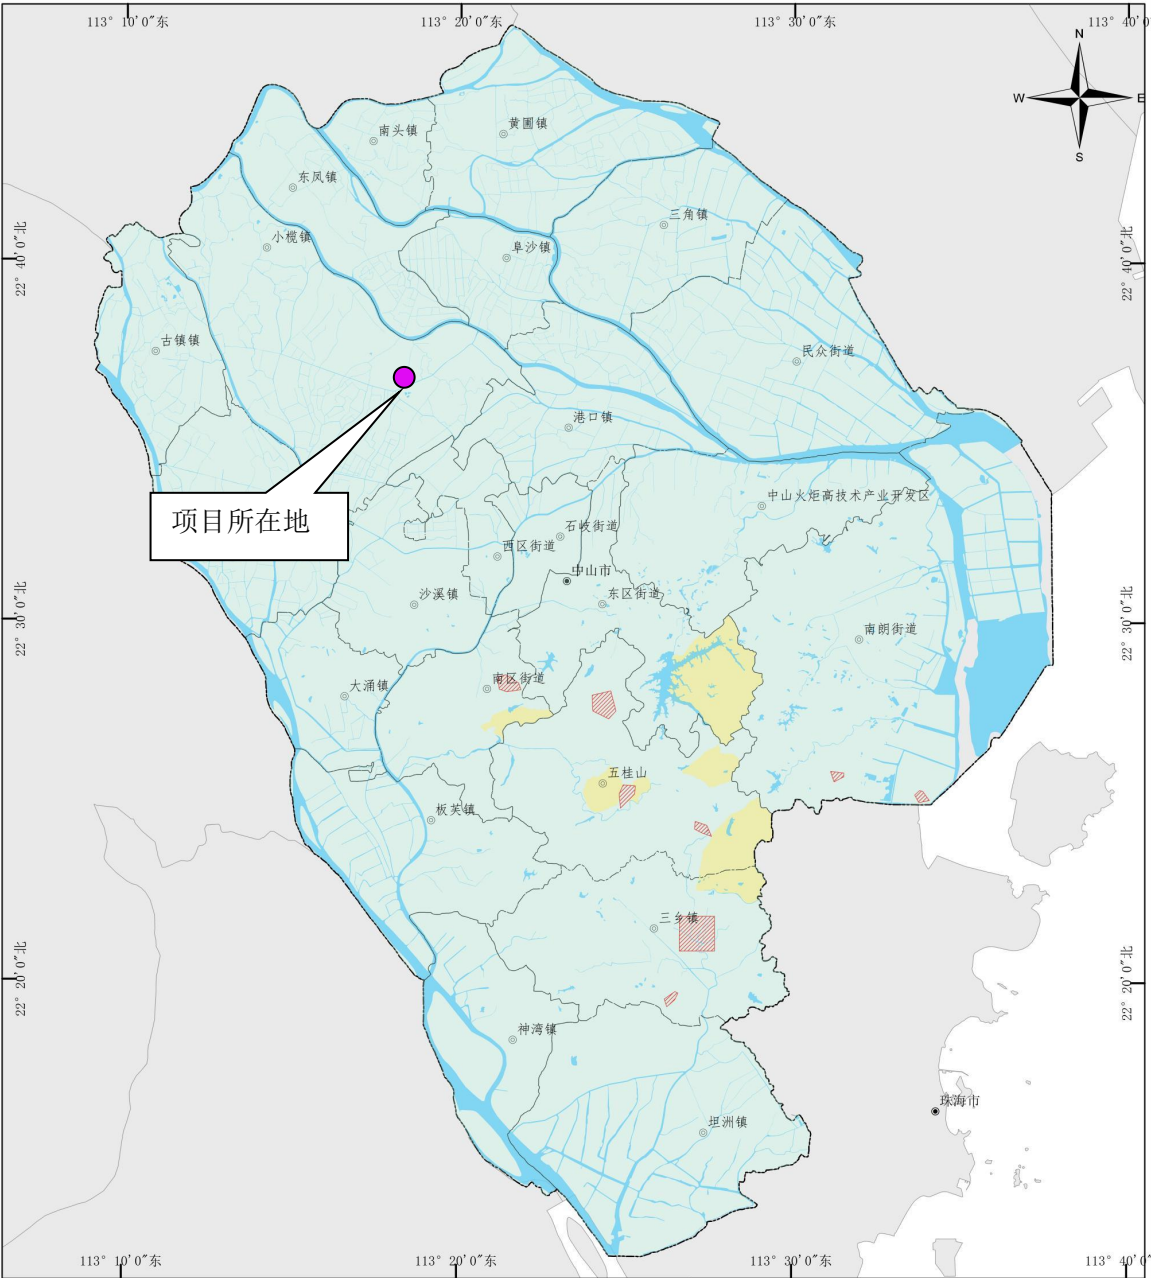 113° 10′0″东
113° 20′0″东
113° 30′0″东
113° 40′0
N
W
E
S
黄圃镇
南头镇
东凤镇
三角镇
小榄镇
阜沙镇
22° 40′0″北
22° 40′0″北
古镇镇
民众街道
港口镇
中山火炬高技术产业开发区
项目所在地
石岐街道
西区街道
中山市
沙溪镇
东区街道
22° 30′0″北
22° 30′0″北
南朗街道
大涌镇
南区街道
五桂山
板芙镇
三乡镇
22° 20′0″北
22° 20′0″北
神湾镇
珠海市
坦洲镇
113° 10′0″东
113° 20′0″东
113° 30′0″东
113° 40′0